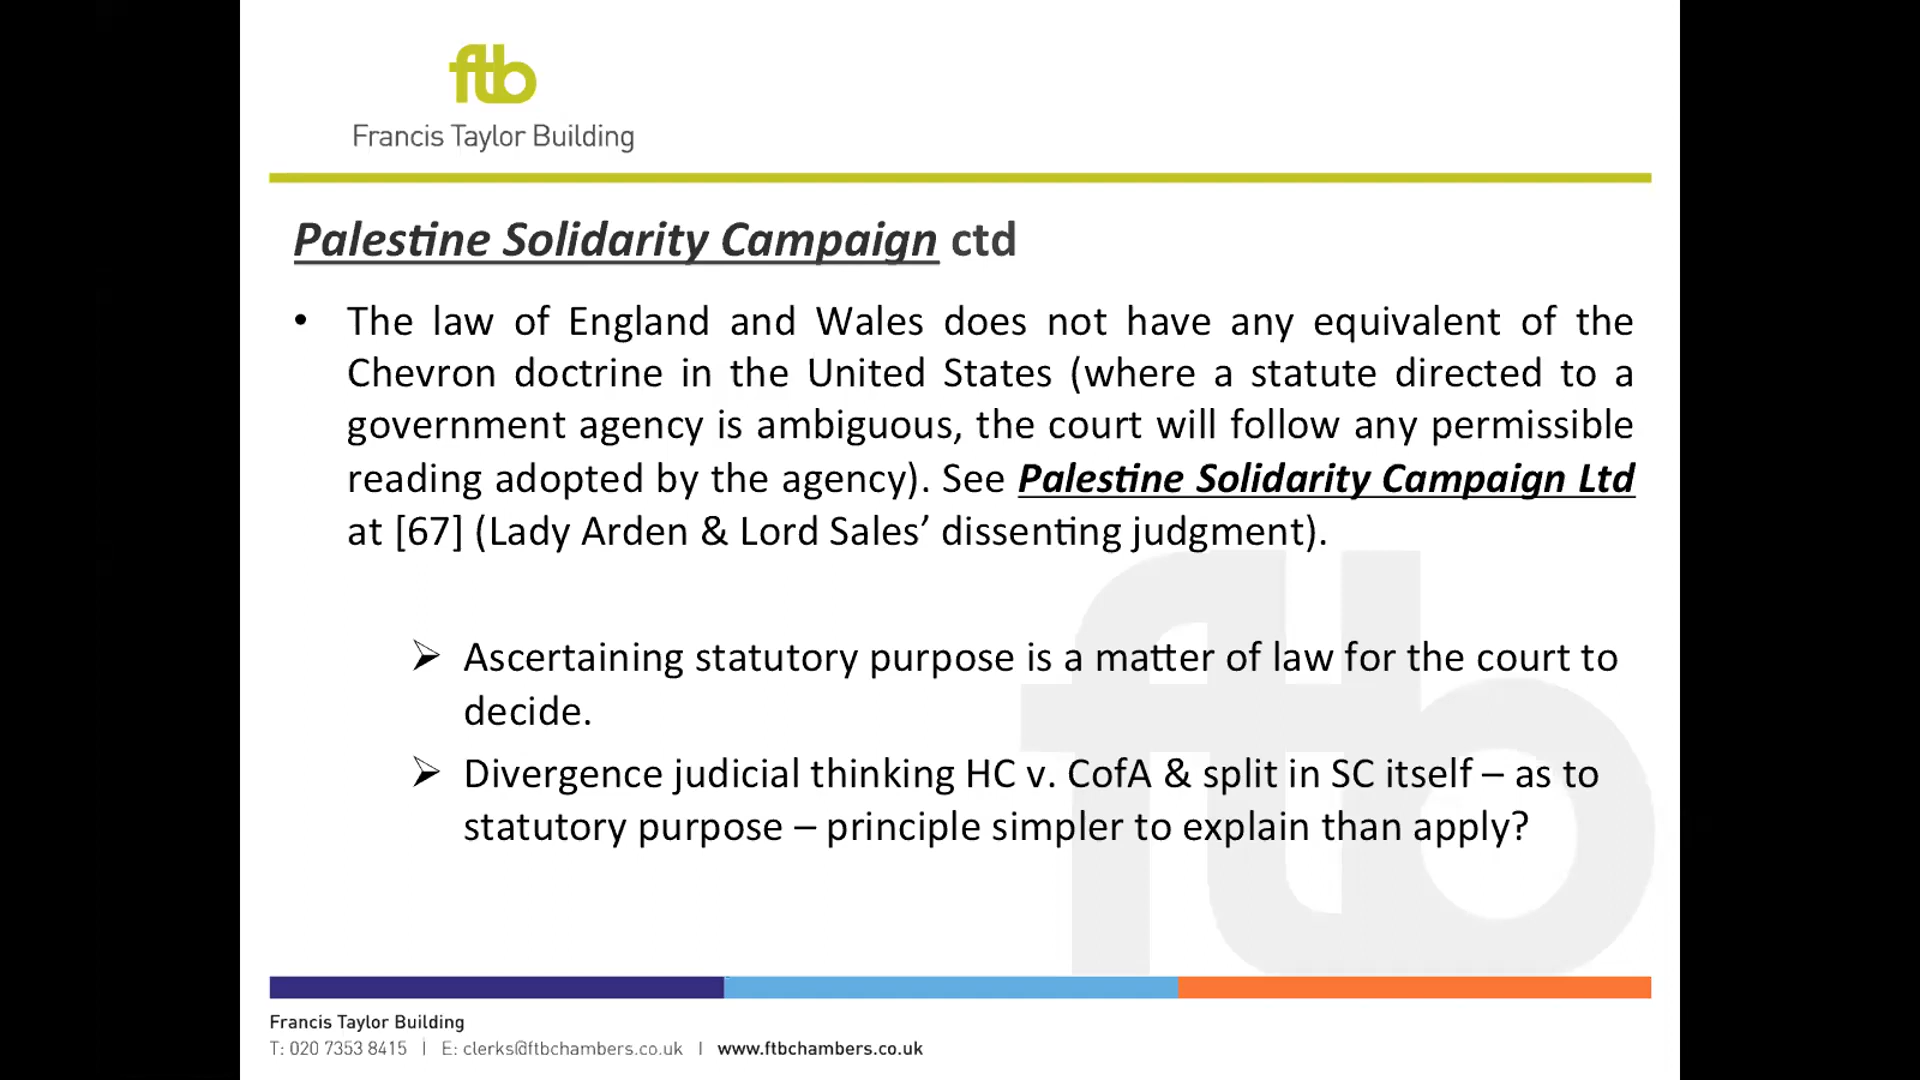 ftb
Francis Taylor Building
Palestine Solidarity Campaign ctd
• The law of England and Wales does not have any equivalent of the
Chevron doctrine in the United States (where a statute directed to a
government agency is ambiguous, the court will follow any permissible
reading adopted by the agency). See Palestine Solidarity Campaign Ltd
at [67] (Lady Arden & Lord Sales’ dissenting judgment).
➢ Ascertaining statutory purpose is a matter of law for the court to
decide.
➢ Divergence judicial thinking HC v. CofA & split in SC itself – as to
statutory purpose – principle simpler to explain than apply?
ftb
Francis Taylor Building
T: 020 7353 8415 | E: clerks@ftbchambers.co.uk | www.ftbchambers.co.uk